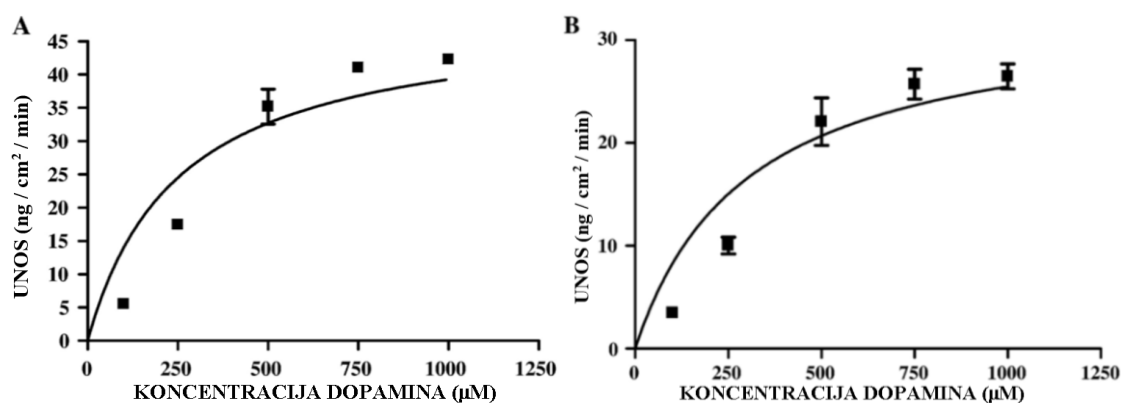 A
UNOS (ng / cm² / min)
45
40
35
30
25
20
15
10
5
0
0 250 500 750 1000 1250
KONCENTRACIJA DOPAMINA (µM)
B
UNOS (ng / cm² / min)
30
20
10
0
0 250 500 750 1000 1250
KONCENTRACIJA DOPAMINA (µM)